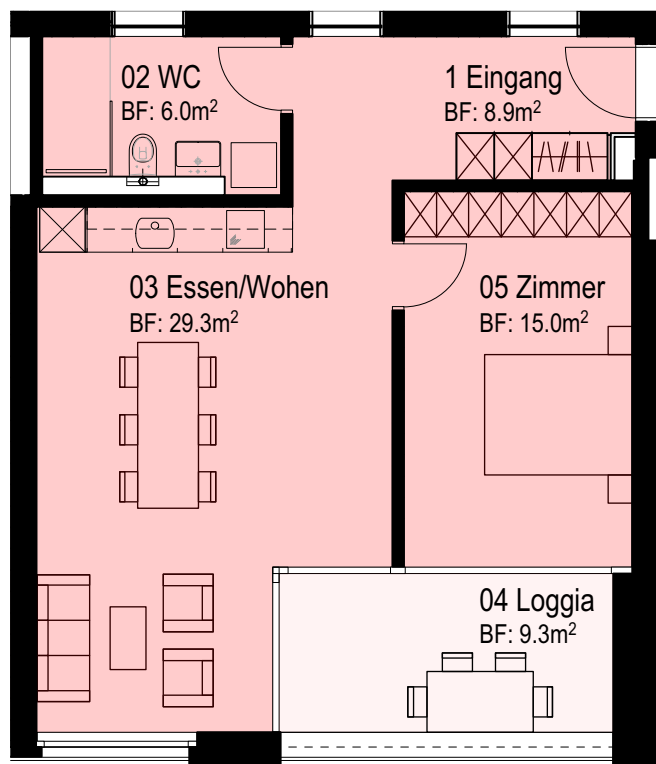 02 WC
BF: 6.0m²
1 Eingang
BF: 8.9m²
03 Essen/Wohen
BF: 29.3m²
05 Zimmer
BF: 15.0m²
04 Loggia
BF: 9.3m²